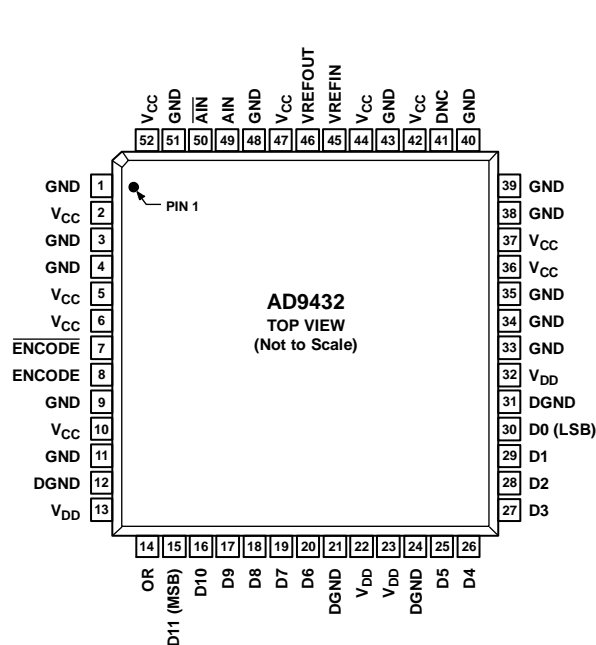 VCC GND AIN AIN GND VCC VREFOUT VREFIN VCC GND VCC DNC GND
52 51 50 49 48 47 46 45 44 43 42 41 40
GND 1
VCC 2
GND 3
GND 4
VCC 5
VCC 6
ENCODE 7
ENCODE 8
GND 9
VCC 10
GND 11
DGND 12
VDD 13
PIN 1
AD9432
TOP VIEW
(Not to Scale)
39 GND
38 GND
37 VCC
36 VCC
35 GND
34 GND
33 GND
32 VDD
31 DGND
30 D0 (LSB)
29 D1
28 D2
27 D3
14 15 16 17 18 19 20 21 22 23 24 25 26
OR D11 (MSB) D10 D9 D8 D7 D6 DGND VDD VDD DGND D5 D4